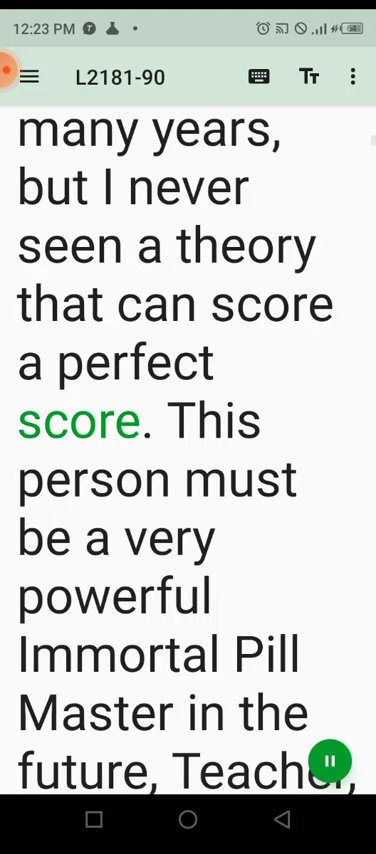 12:23 PM
L2181-90
many years,
but I never
seen a theory
that can score
a perfect
score. This
person must
be a very
powerful
Immortal Pill
Master in the
future, Teacher,